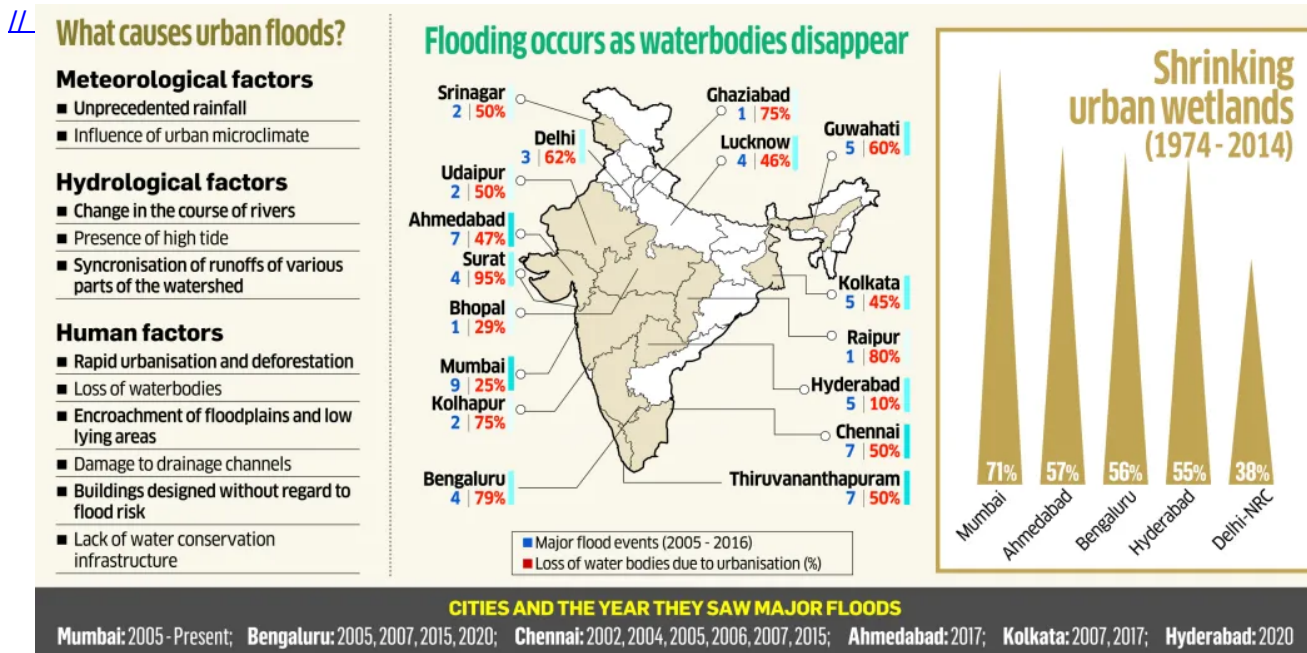 //
What causes urban floods?
Meteorological factors
■ Unprecedented rainfall
■ Influence of urban microclimate
Hydrological factors
■ Change in the course of rivers
■ Presence of high tide
■ Syncronisation of runoffs of various
parts of the watershed
Human factors
■ Rapid urbanisation and deforestation
■ Loss of waterbodies
■ Encroachment of floodplains and low
lying areas
■ Damage to drainage channels
■ Buildings designed without regard to
flood risk
■ Lack of water conservation
infrastructure
Flooding occurs as waterbodies disappear
Srinagar
2 | 50%
Delhi
3 | 62%
Udaipur
2 | 50%
Ahmedabad
7 | 47%
Surat
4 | 95%
Bhopal
1 | 29%
Mumbai
9 | 25%
Kolhapur
2 | 75%
Bengaluru
4 | 79%
Ghaziabad
1 | 75%
Lucknow
4 | 46%
Guwahati
5 | 60%
Kolkata
5 | 45%
Raipur
1 | 80%
Hyderabad
5 | 10%
Chennai
7 | 50%
Thiruvananthapuram
7 | 50%
■ Major flood events (2005 - 2016)
■ Loss of water bodies due to urbanisation (%)
Shrinking
urban wetlands
(1974 - 2014)
71% 57% 56% 55% 38%
Mumbai Ahmedabad Bengaluru Hyderabad Delhi-NRC
CITIES AND THE YEAR THEY SAW MAJOR FLOODS
Mumbai: 2005 - Present; Bengaluru: 2005, 2007, 2015, 2020; Chennai: 2002, 2004, 2005, 2006, 2007, 2015; Ahmedabad: 2017; Kolkata: 2007, 2017; Hyderabad: 2020